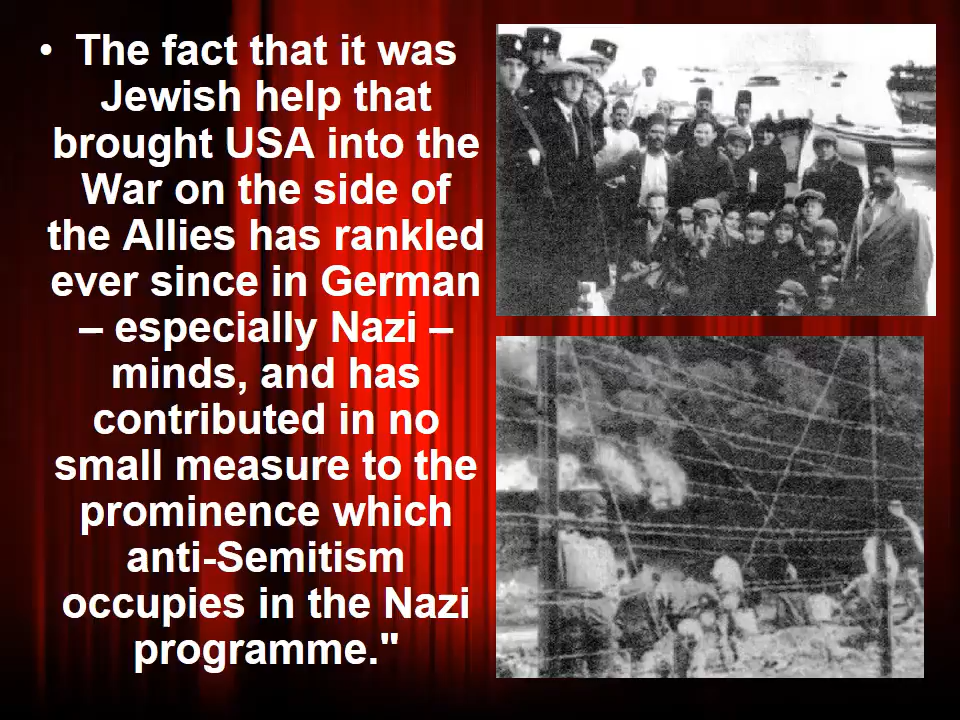 • The fact that it was
Jewish help that
brought USA into the
War on the side of
the Allies has rankled
ever since in German
– especially Nazi –
minds, and has
contributed in no
small measure to the
prominence which
anti-Semitism
occupies in the Nazi
programme."